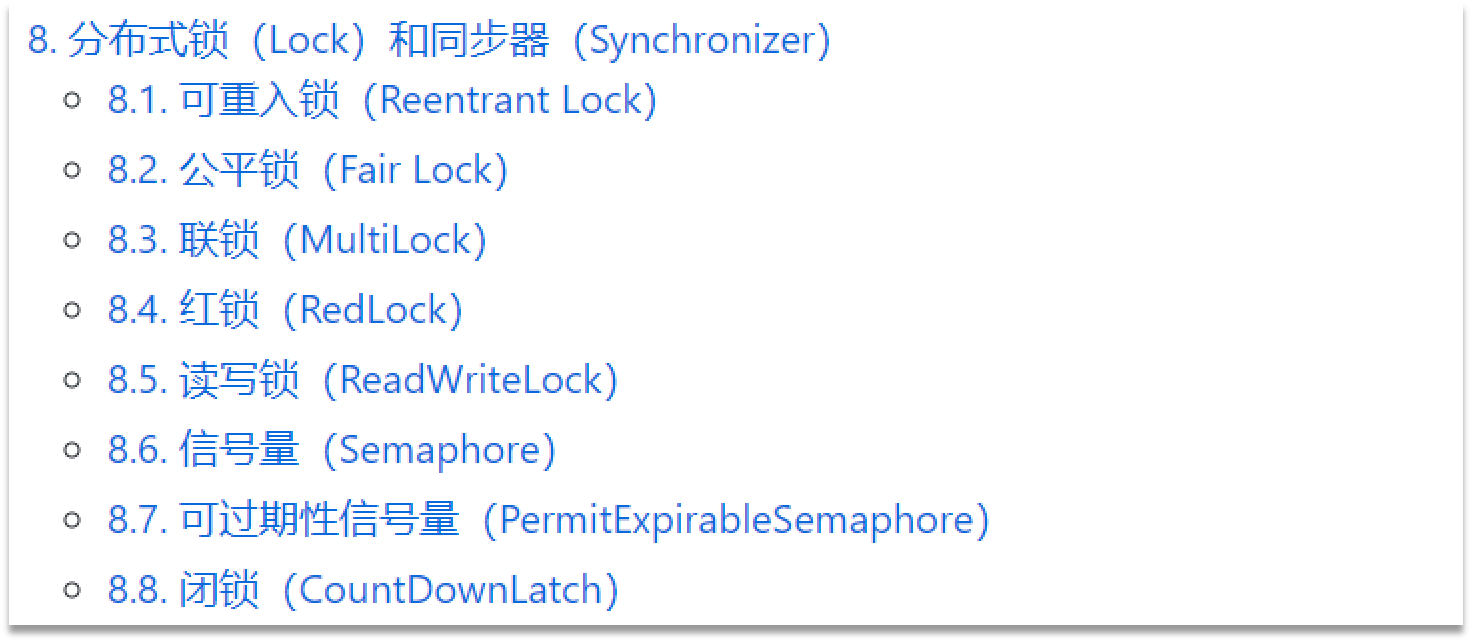 8. 分布式锁（Lock）和同步器（Synchronizer）
8.1. 可重入锁（Reentrant Lock）
8.2. 公平锁（Fair Lock）
8.3. 联锁（MultiLock）
8.4. 红锁（RedLock）
8.5. 读写锁（ReadWriteLock）
8.6. 信号量（Semaphore）
8.7. 可过期性信号量（PermitExpirableSemaphore）
8.8. 闭锁（CountDownLatch）